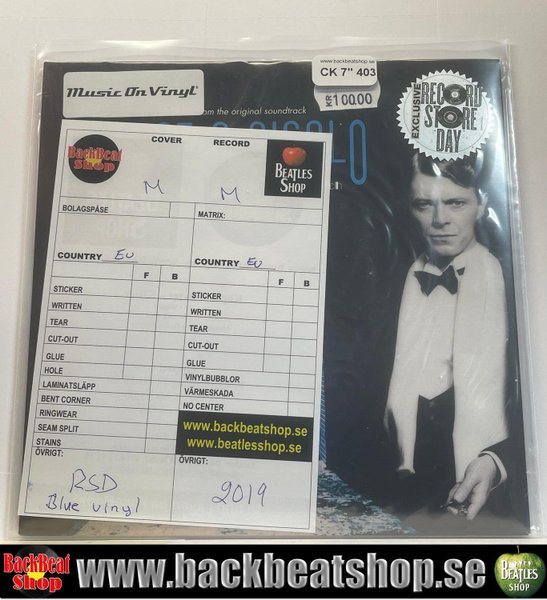 www.backbeatshop.se
CK 7" 403
KR 100.00
Music On Vinyl®
EXCLUSIVE
RECORD
STORE
DAY
om the original soundtrack
GIGOLO
BackBeat
Shop
COVER
RECORD
BEATLES
SHOP
M
M
BOLAGSPÅSE
MATRIX:
COUNTRY EU
COUNTRY EU
F B
F B
STICKER
STICKER
WRITTEN
WRITTEN
TEAR
TEAR
CUT-OUT
CUT-OUT
GLUE
GLUE
HOLE
VINYLBUBBLOR
LAMINATSLÄPP
VÄRMESKADA
BENT CORNER
NO CENTER
RINGWEAR
SEAM SPLIT
STAINS
www.backbeatshop.se
www.beatlesshop.se
ÖVRIGT:
ÖVRIGT:
RSD
Blue vinyl
2019
BackBeat
Shop
www.backbeatshop.se
BEATLES
SHOP